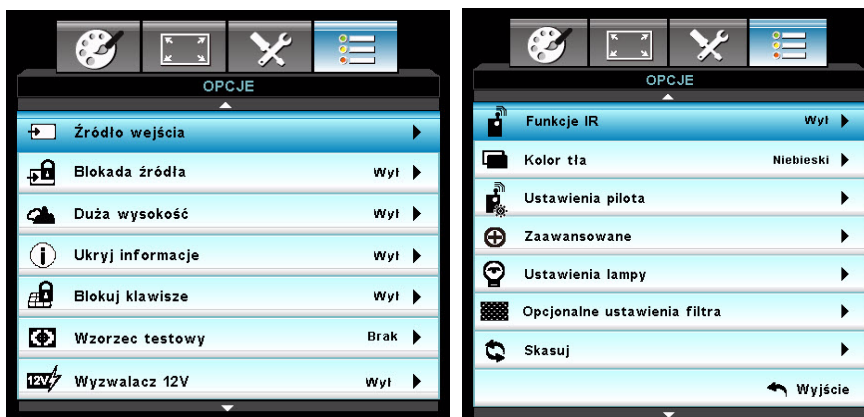 OPCJE
Źródło wejścia
Blokada źródła Wył
Duża wysokość Wył
Ukryj informacje Wył
Blokuj klawisze Wył
Wzorzec testowy Brak
12V Wyzwalacz 12V Wył
OPCJE
Funkcje IR Wył
Kolor tła Niebieski
Ustawienia pilota
Zaawansowane
Ustawienia lampy
Opcjonalne ustawienia filtra
Skasuj
Wyjście